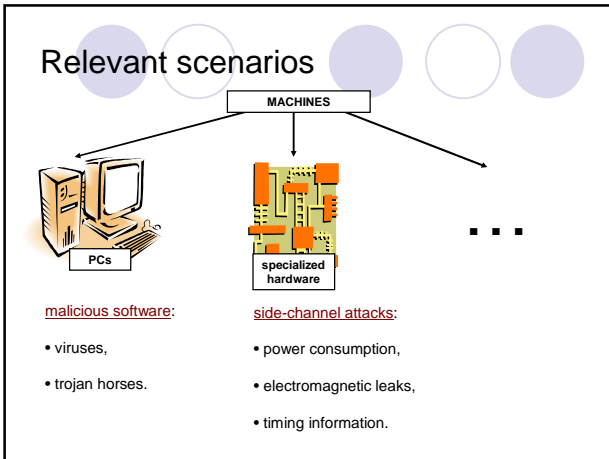 Relevant scenarios
MACHINES
PCs
specialized
hardware
...
malicious software:
• viruses,
• trojan horses.
side-channel attacks:
• power consumption,
• electromagnetic leaks,
• timing information.